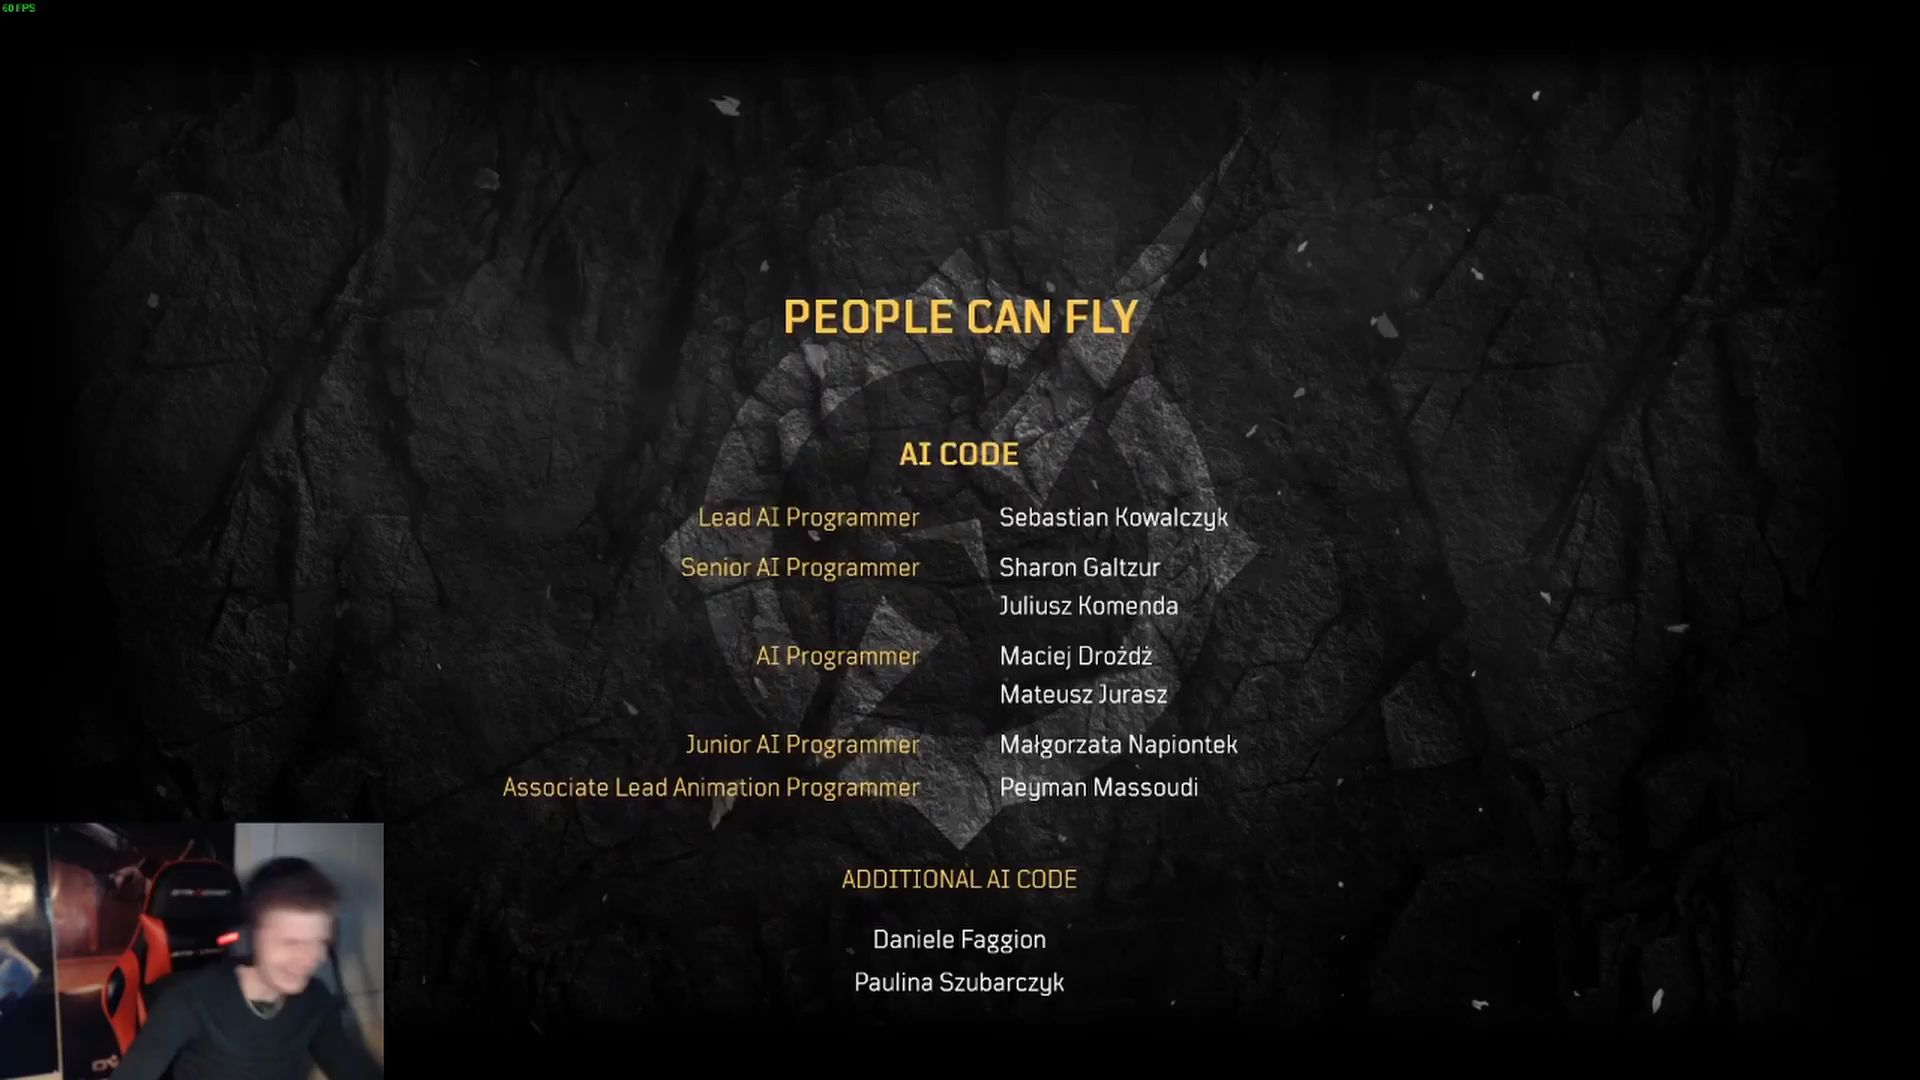 60 FPS
PEOPLE CAN FLY
AI CODE
Lead AI Programmer Sebastian Kowalczyk
Senior AI Programmer Sharon Galtzur
Juliusz Komenda
AI Programmer Maciej Drożdż
Mateusz Jurasz
Junior AI Programmer Małgorzata Napiontek
Associate Lead Animation Programmer Peyman Massoudi
ADDITIONAL AI CODE
Daniele Faggion
Paulina Szubarczyk